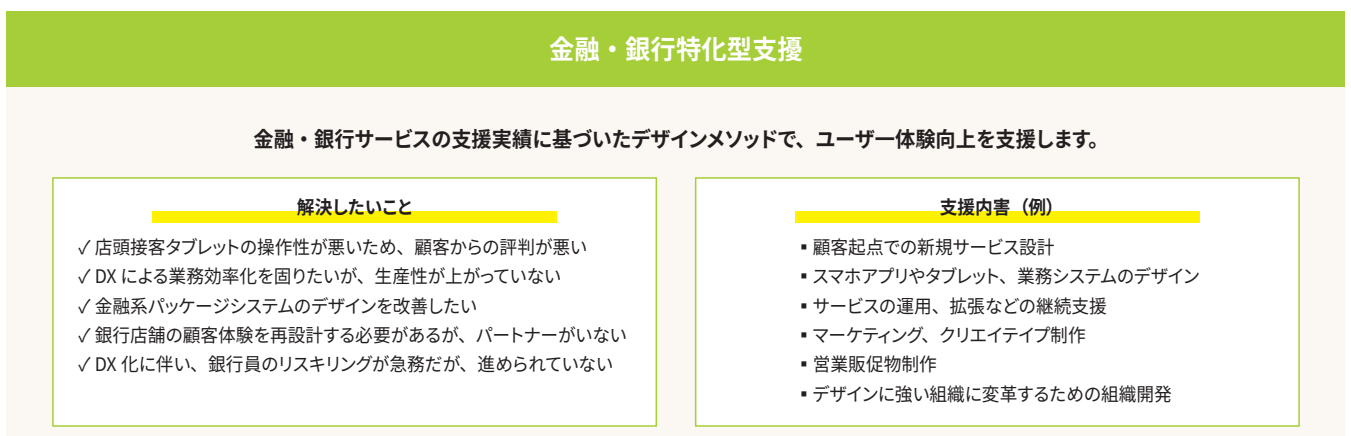 金融・銀行特化型支擾
金融・銀行サービスの支援実績に基づいたデザインメソッドで、ユーザー体験向上を支援します。
解決したいこと
✓ 店頭接客タブレットの操作性が悪いため、顧客からの評判が悪い
✓ DX による業務効率化を固りたいが、生産性が上がっていない
✓ 金融系パッケージシステムのデザインを改善したい
✓ 銀行店舗の顧客体験を再設計する必要があるが、パートナーがいない
✓ DX 化に伴い、銀行員のリスキリングが急務だが、進められていない
支援内害（例）
▪ 顧客起点での新規サービス設計
▪ スマホアプリやタブレット、業務システムのデザイン
▪ サービスの運用、拡張などの継続支援
▪ マーケティング、クリエイテイプ制作
▪ 営業販促物制作
▪ デザインに強い組織に変革するための組織開発